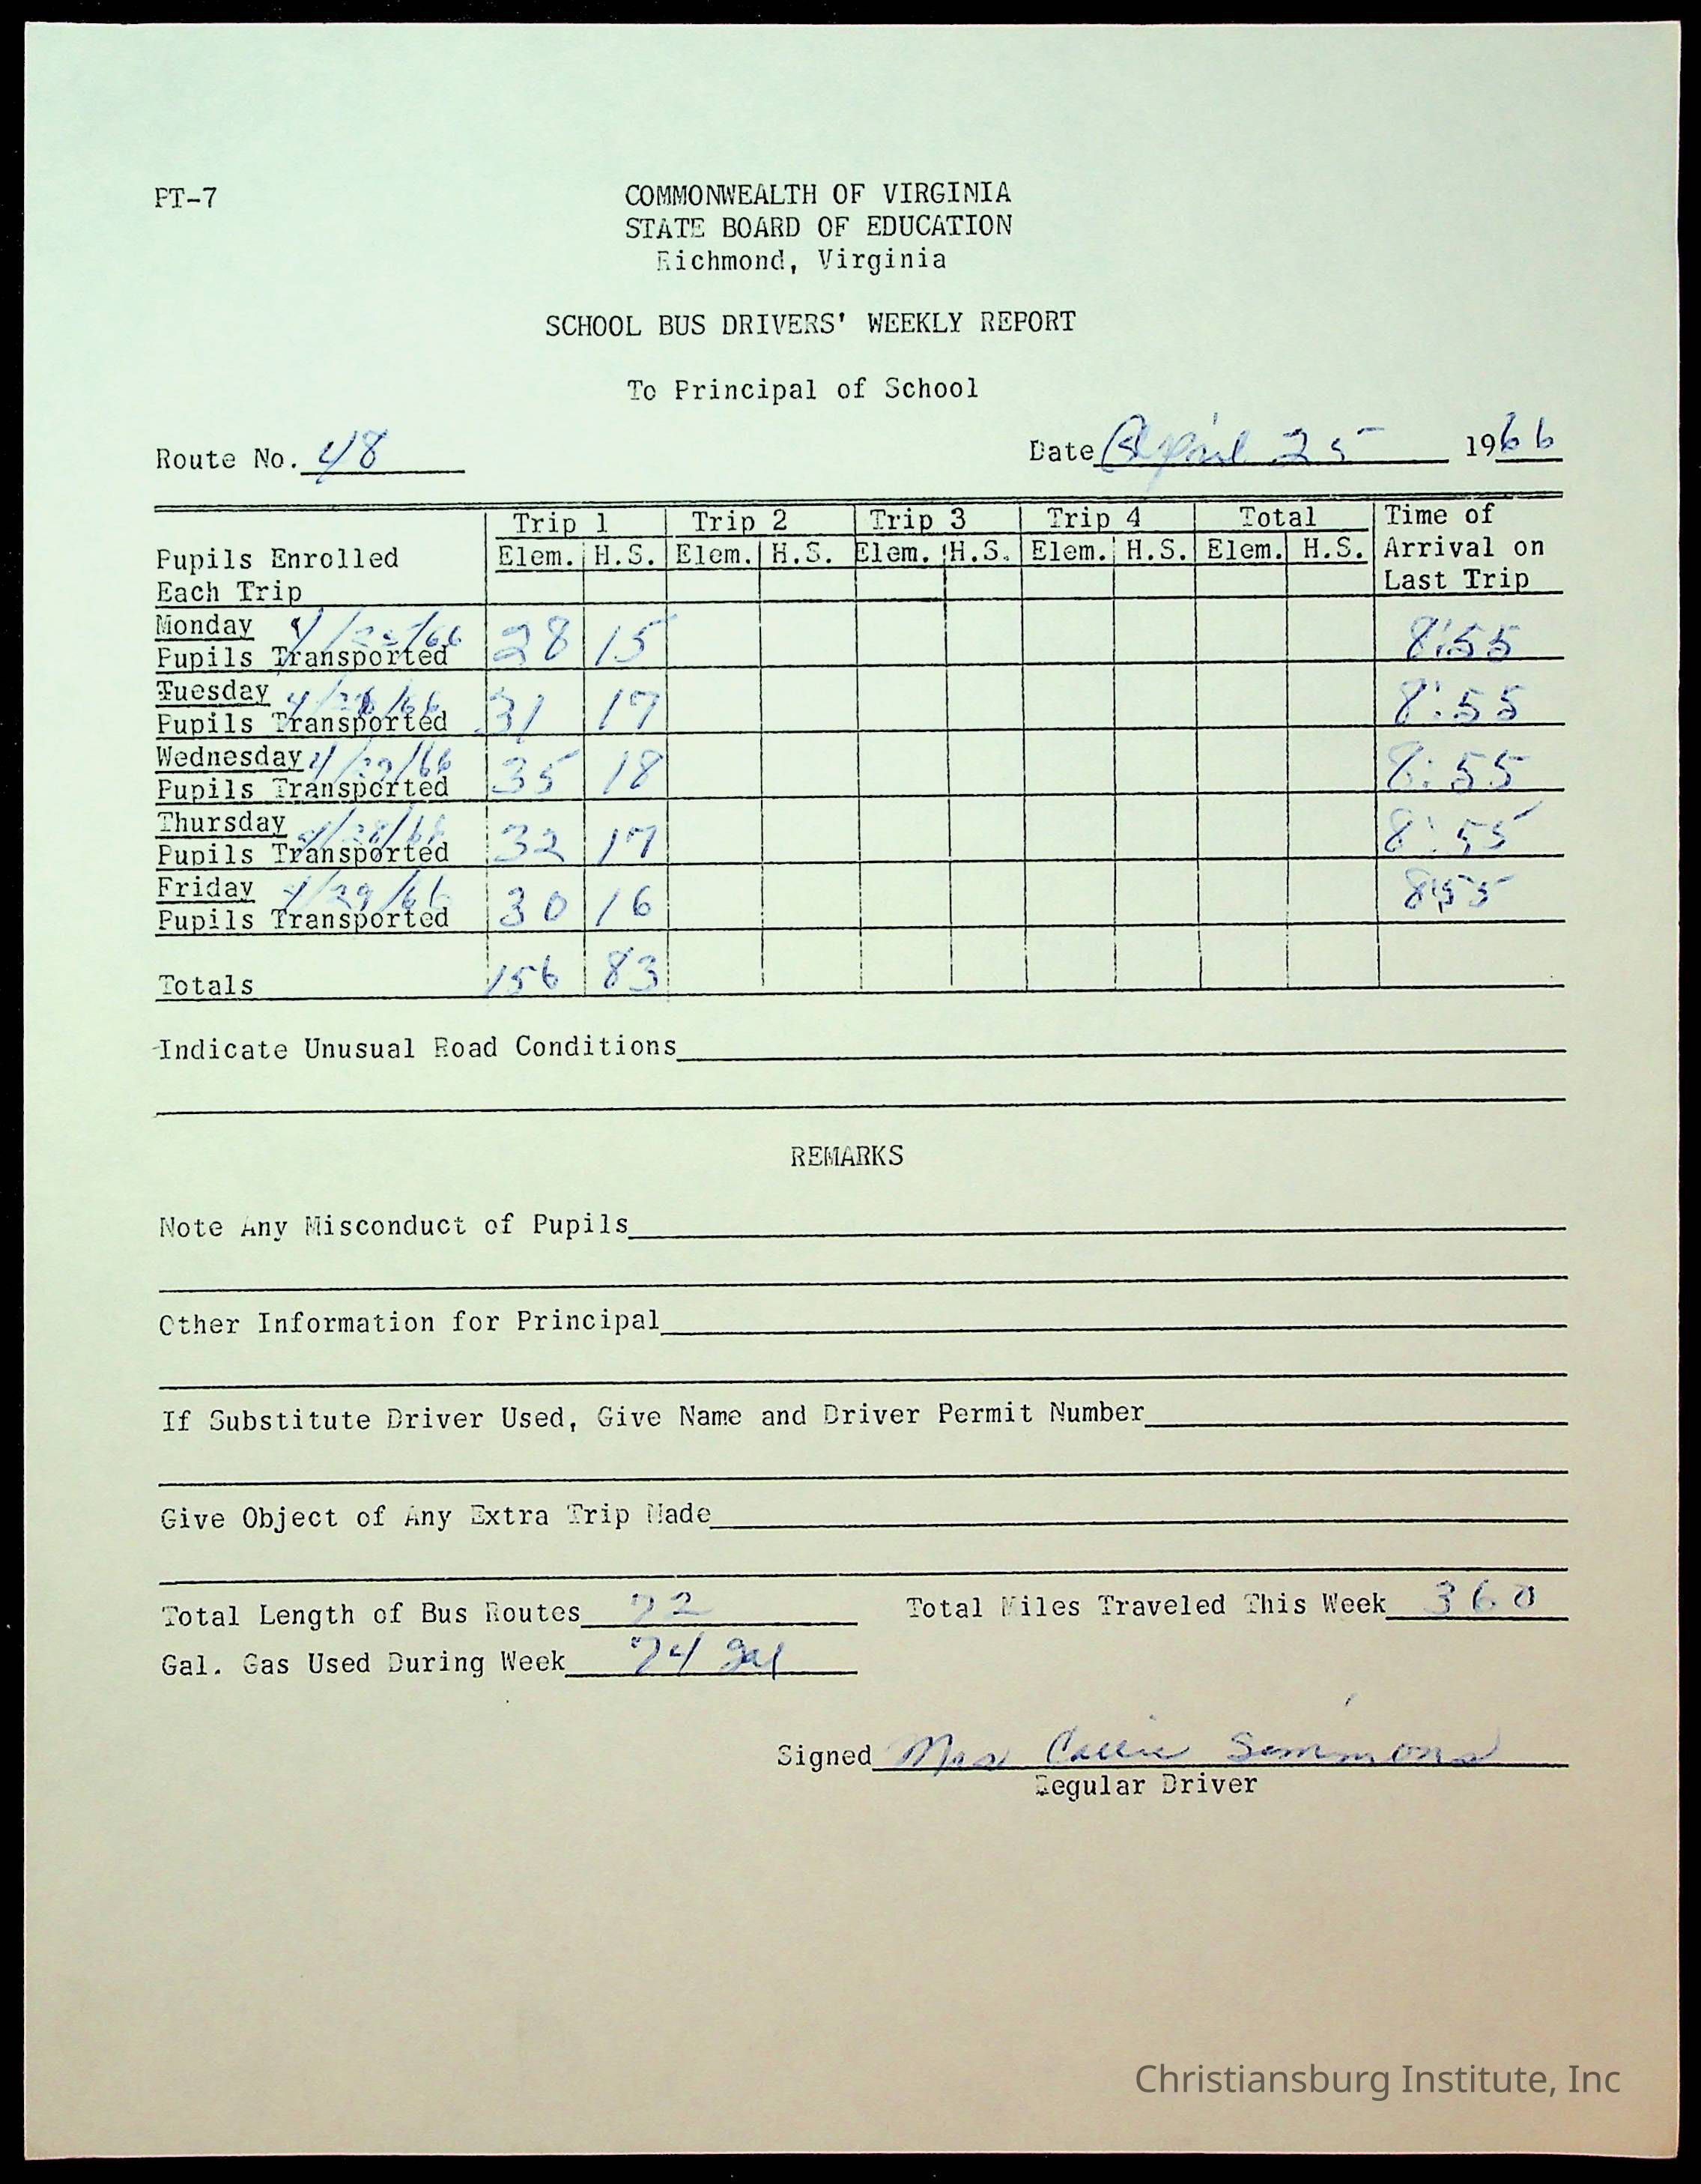 PT-7
COMMONWEALTH OF VIRGINIA
STATE BOARD OF EDUCATION
Richmond, Virginia
SCHOOL BUS DRIVERS' WEEKLY REPORT
To Principal of School
Route No. 48 Date April 25 1966
Trip 1 Trip 2 Trip 3 Trip 4 Total Time of
Pupils Enrolled Elem. H.S. Elem. H.S. Elem. H.S. Elem. H.S. Elem. H.S. Arrival on
Each Trip Last Trip
Monday 4/25/66
Pupils Transported 28 15 8:55
Tuesday 4/26/66
Pupils Transported 31 17 8:55
Wednesday 4/27/66
Pupils Transported 35 18 8:55
Thursday 4/28/66
Pupils Transported 32 17 8:55
Friday 4/29/66
Pupils Transported 30 16 8:55
Totals 156 83
Indicate Unusual Road Conditions
REMARKS
Note Any Misconduct of Pupils
Other Information for Principal
If Substitute Driver Used, Give Name and Driver Permit Number
Give Object of Any Extra Trip Made
Total Length of Bus Routes 72 Total Miles Traveled This Week 360
Gal. Gas Used During Week 74 gal
Signed Mrs Callie Simmons
Regular Driver
Christiansburg Institute, Inc